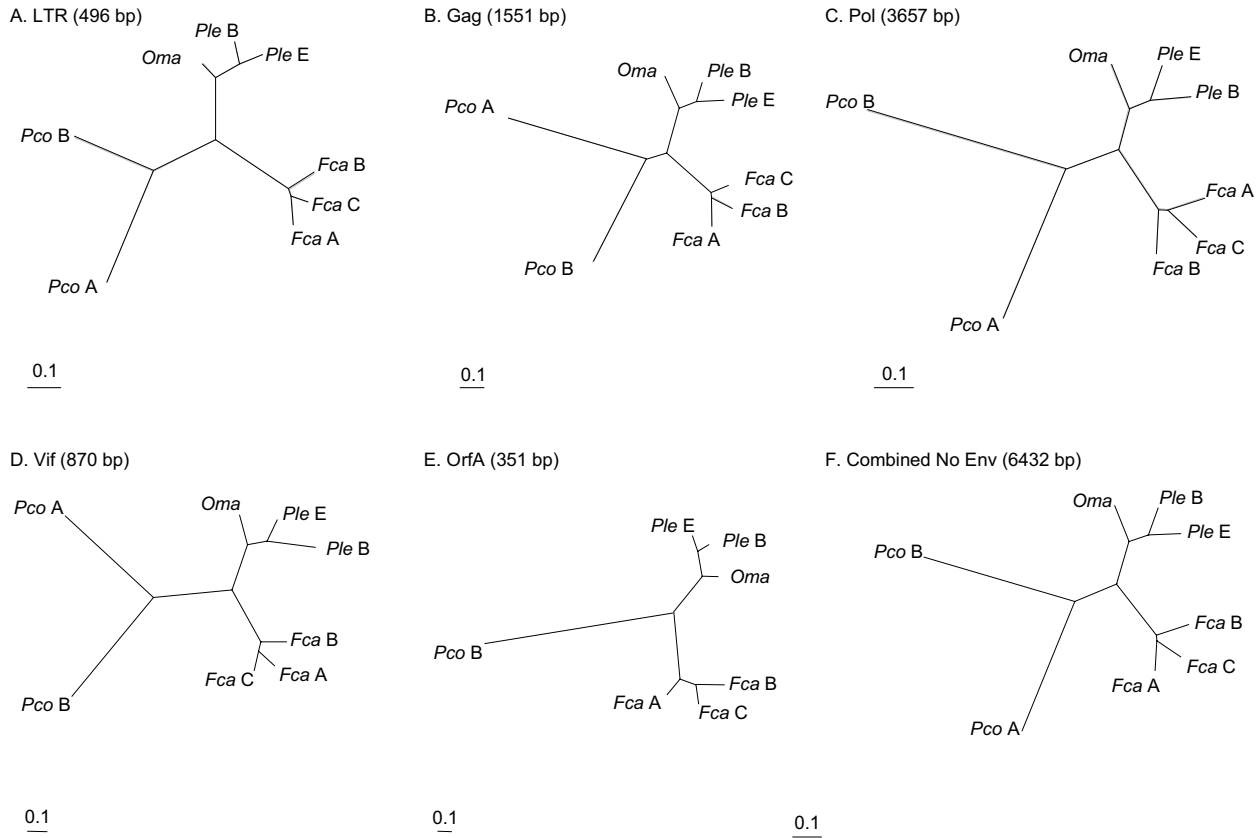 A. LTR (496 bp)
Ple B
Ple E
Oma
Pco B
Fca B
Fca C
Fca A
Pco A
0.1
B. Gag (1551 bp)
Oma
Ple B
Ple E
Pco A
Fca C
Fca B
Fca A
Pco B
0.1
C. Pol (3657 bp)
Ple E
Oma
Ple B
Pco B
Fca A
Fca C
Fca B
Pco A
0.1
D. Vif (870 bp)
Pco A
Oma
Ple E
Ple B
Fca B
Fca A
Fca C
Pco B
0.1
E. OrfA (351 bp)
Ple E
Ple B
Oma
Pco B
Fca B
Fca A
Fca C
0.1
F. Combined No Env (6432 bp)
Oma
Ple B
Ple E
Pco B
Fca B
Fca C
Fca A
Pco A
0.1